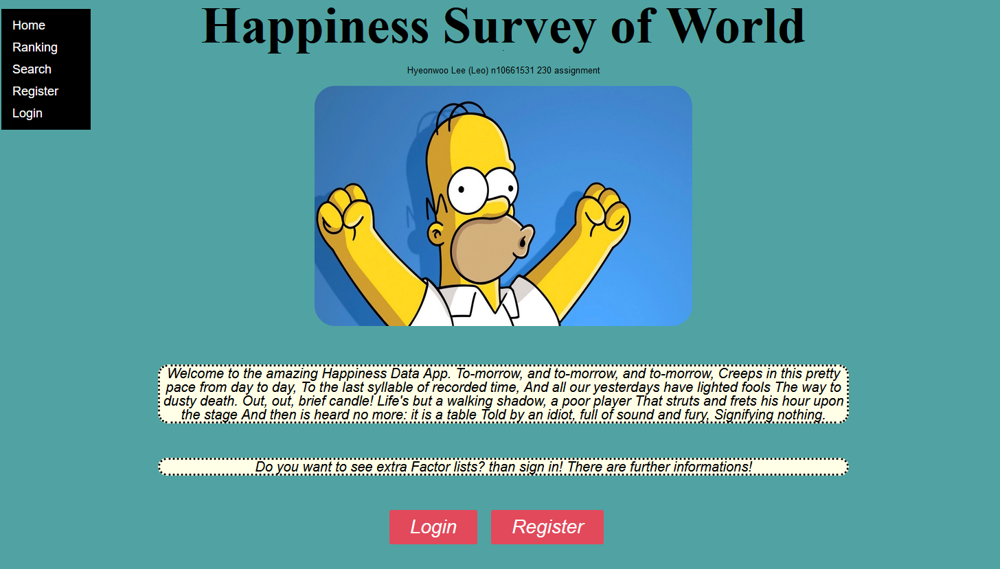 Happiness Survey of World
Home
Ranking
Search
Register
Login
Hyeonwoo Lee (Leo) n10661531 230 assignment
Welcome to the amazing Happiness Data App. To-morrow, and to-morrow, and to-morrow, Creeps in this pretty
pace from day to day, To the last syllable of recorded time, And all our yesterdays have lighted fools The way to
dusty death. Out, out, brief candle! Life's but a walking shadow, a poor player That struts and frets his hour upon
the stage And then is heard no more: it is a table Told by an idiot, full of sound and fury, Signifying nothing.
Do you want to see extra Factor lists? than sign in! There are further informations!
Login
Register